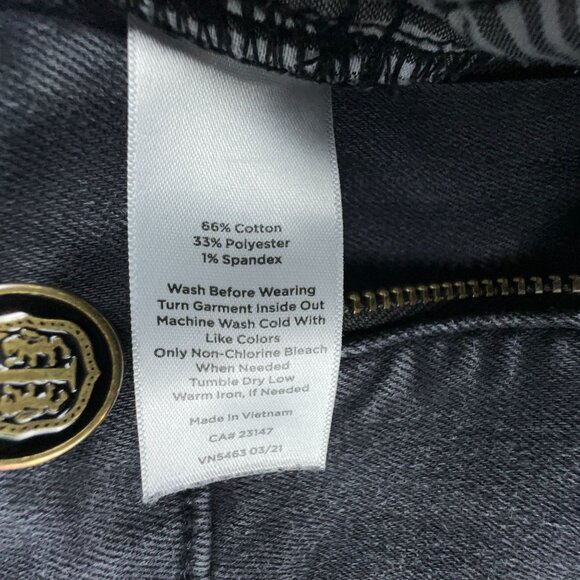 66% Cotton
33% Polyester
1% Spandex
Wash Before Wearing
Turn Garment Inside Out
Machine Wash Cold With
Like Colors
Only Non-Chlorine Bleach
When Needed
Tumble Dry Low
Warm Iron, If Needed
Made In Vietnam
CA# 23147
VN5463 03/21